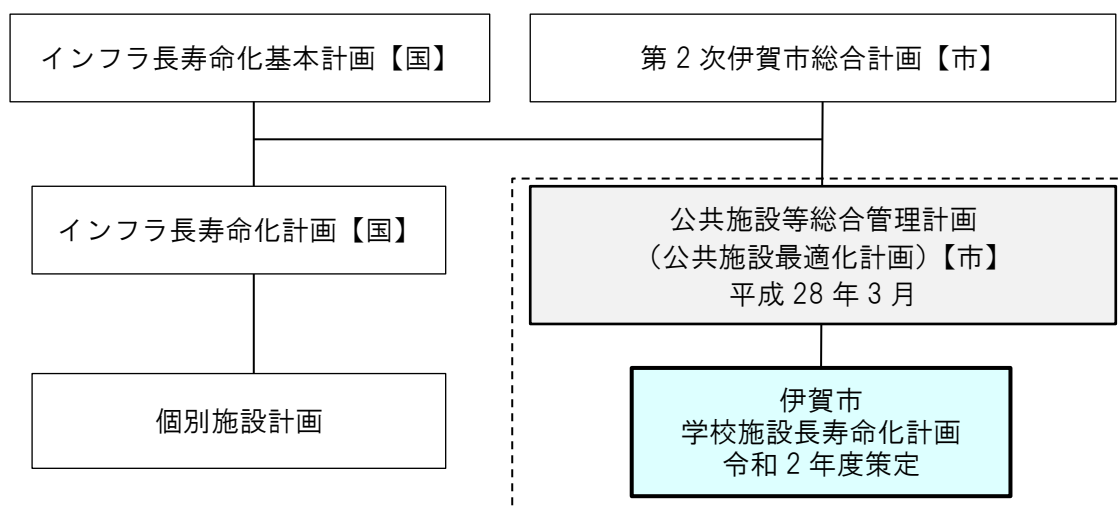 インフラ長寿命化基本計画【国】
第2次伊賀市総合計画【市】
インフラ長寿命化計画【国】
公共施設等総合管理計画
（公共施設最適化計画）【市】
平成28年3月
個別施設計画
伊賀市
学校施設長寿命化計画
令和2年度策定